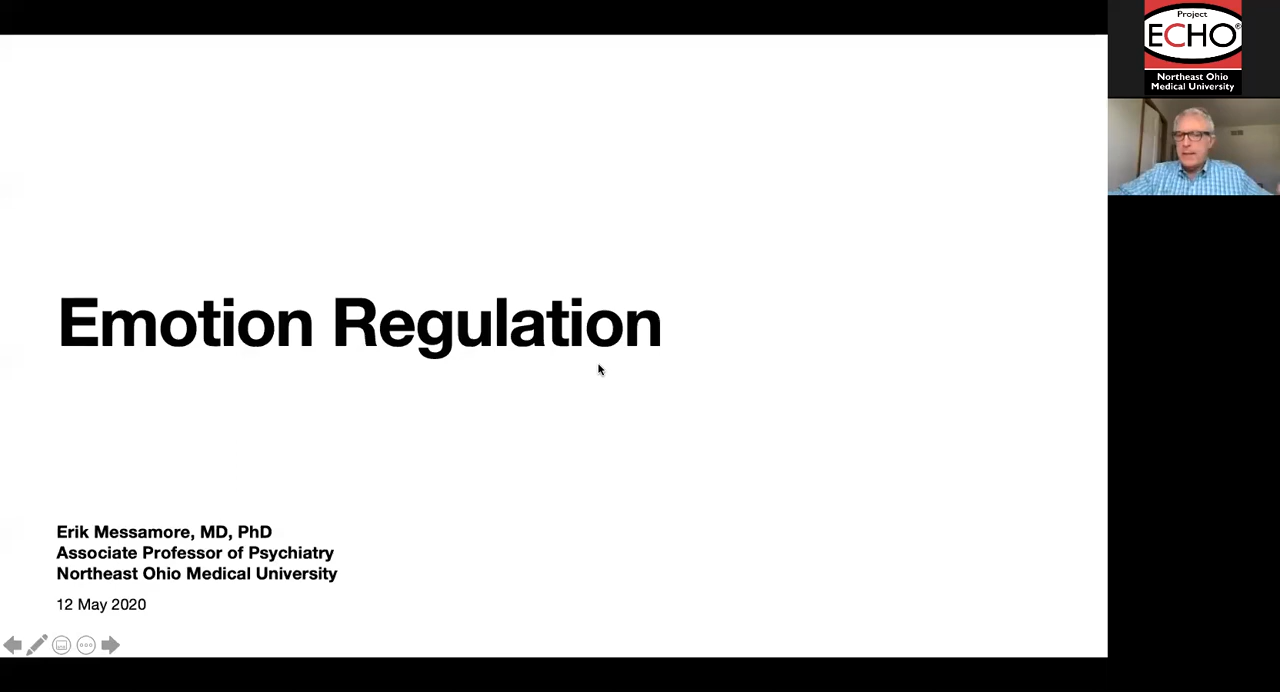 Emotion Regulation
Erik Messamore, MD, PhD
Associate Professor of Psychiatry
Northeast Ohio Medical University
12 May 2020
Project
ECHO®
Northeast Ohio
Medical University